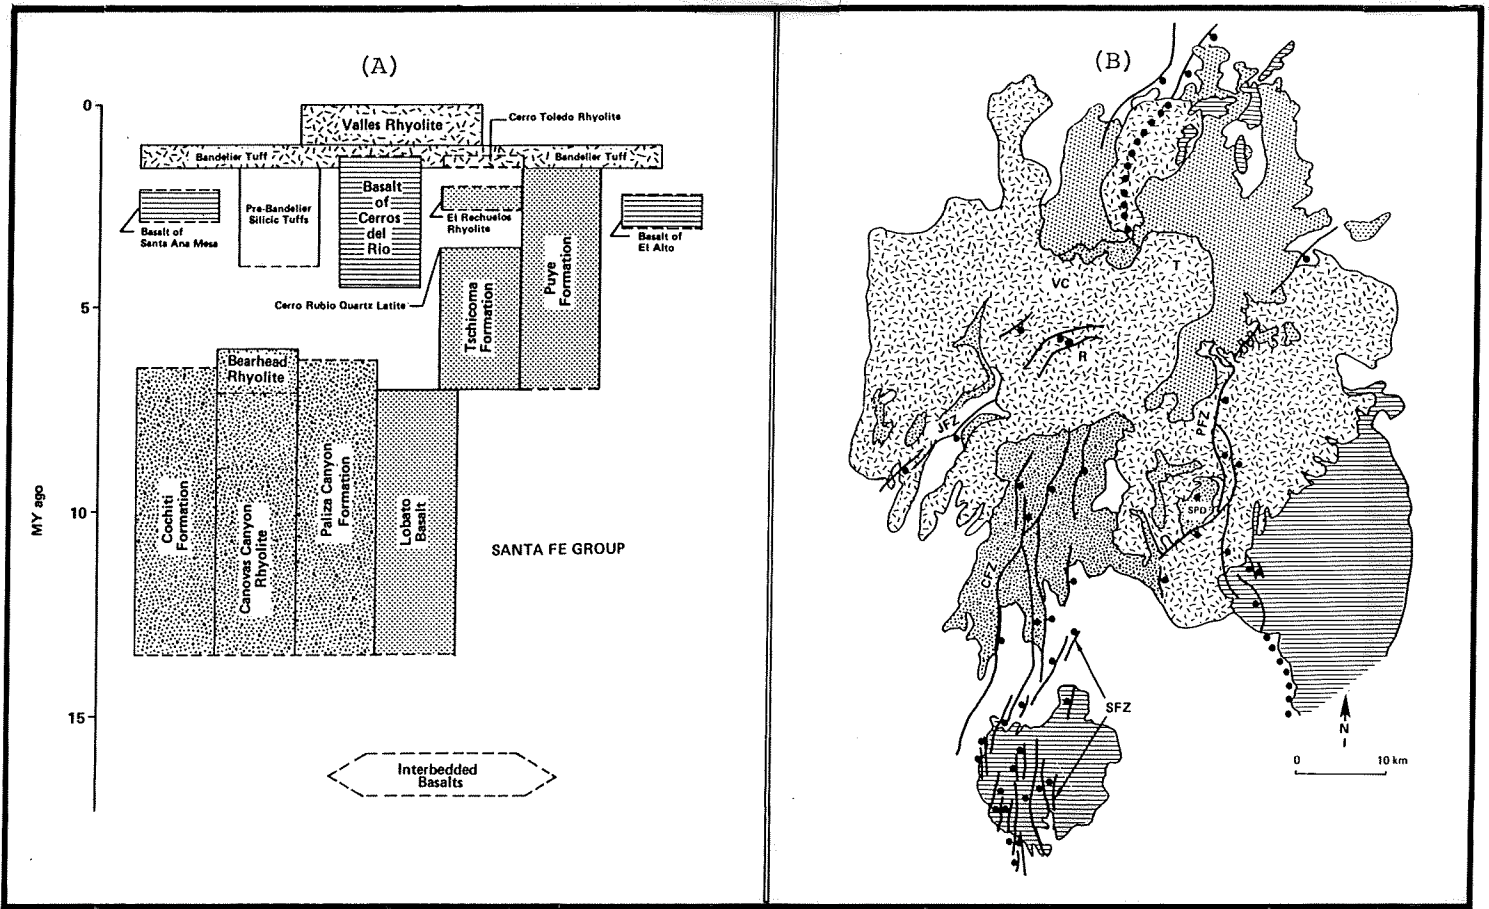 (A)
0
5
10
15
MY ago
Valles Rhyolite
Cerro Toledo Rhyolite
Bandelier Tuff
Bandelier Tuff
Basalt of
Santa Ana Mesa
Pre-Bandelier
Silicic Tuffs
Basalt
of
Cerros
del
Rio
El Rechuelos
Rhyolite
Puye
Formation
Basalt of
El Alto
Cerro Rubio Quartz Latite
Tschicoma
Formation
Bearhead
Rhyolite
Cochiti
Formation
Canovas Canyon
Rhyolite
Paliza Canyon
Formation
Lobato
Basalt
SANTA FE GROUP
Interbedded
Basalts
(B)
T
VC
R
JFZ
PFZ
SPD
CFZ
SFZ
N
0 10 km